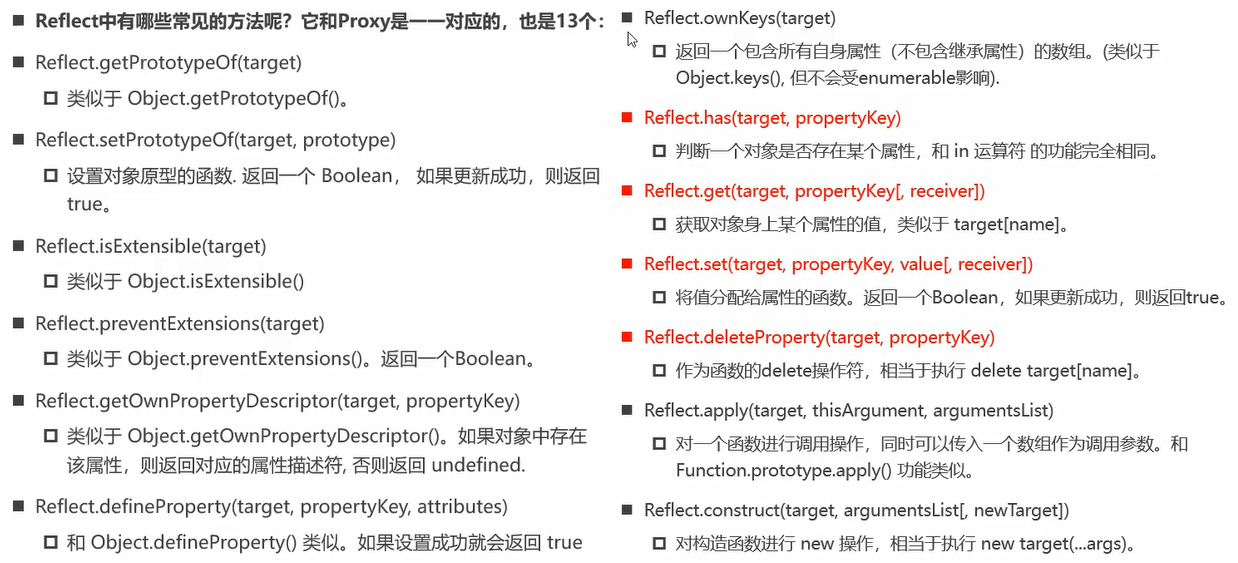 Reflect中有哪些常见的方法呢？它和Proxy是一一对应的，也是13个：
Reflect.getPrototypeOf(target)
类似于 Object.getPrototypeOf()。
Reflect.setPrototypeOf(target, prototype)
设置对象原型的函数. 返回一个 Boolean， 如果更新成功，则返回
true。
Reflect.isExtensible(target)
类似于 Object.isExtensible()
Reflect.preventExtensions(target)
类似于 Object.preventExtensions()。返回一个Boolean。
Reflect.getOwnPropertyDescriptor(target, propertyKey)
类似于 Object.getOwnPropertyDescriptor()。如果对象中存在
该属性，则返回对应的属性描述符, 否则返回 undefined.
Reflect.defineProperty(target, propertyKey, attributes)
和 Object.defineProperty() 类似。如果设置成功就会返回 true
Reflect.ownKeys(target)
返回一个包含所有自身属性（不包含继承属性）的数组。(类似于
Object.keys(), 但不会受enumerable影响).
Reflect.has(target, propertyKey)
判断一个对象是否存在某个属性，和 in 运算符 的功能完全相同。
Reflect.get(target, propertyKey[, receiver])
获取对象身上某个属性的值，类似于 target[name]。
Reflect.set(target, propertyKey, value[, receiver])
将值分配给属性的函数。返回一个Boolean，如果更新成功，则返回true。
Reflect.deleteProperty(target, propertyKey)
作为函数的delete操作符，相当于执行 delete target[name]。
Reflect.apply(target, thisArgument, argumentsList)
对一个函数进行调用操作，同时可以传入一个数组作为调用参数。和
Function.prototype.apply() 功能类似。
Reflect.construct(target, argumentsList[, newTarget])
对构造函数进行 new 操作，相当于执行 new target(...args)。